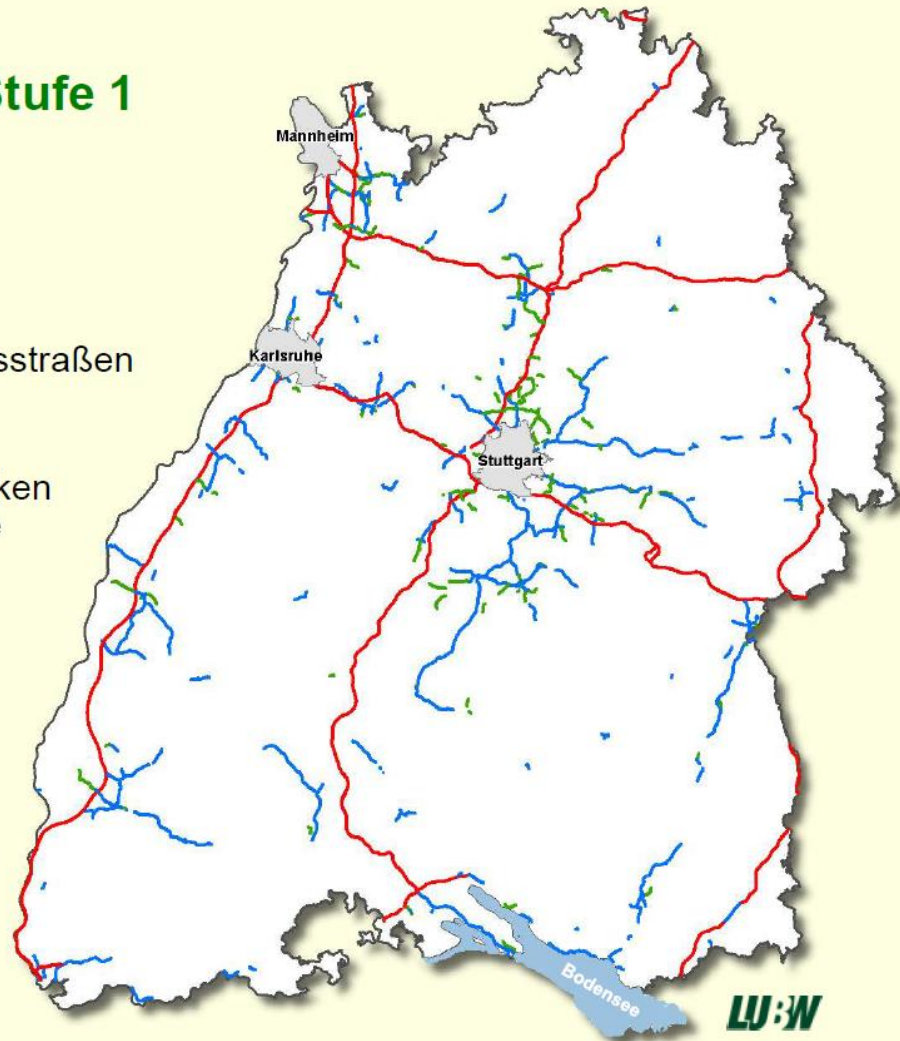 Stufe 1
Mannheim
sstraßen
Karlsruhe
Stuttgart
ken
Bodensee
LUBW